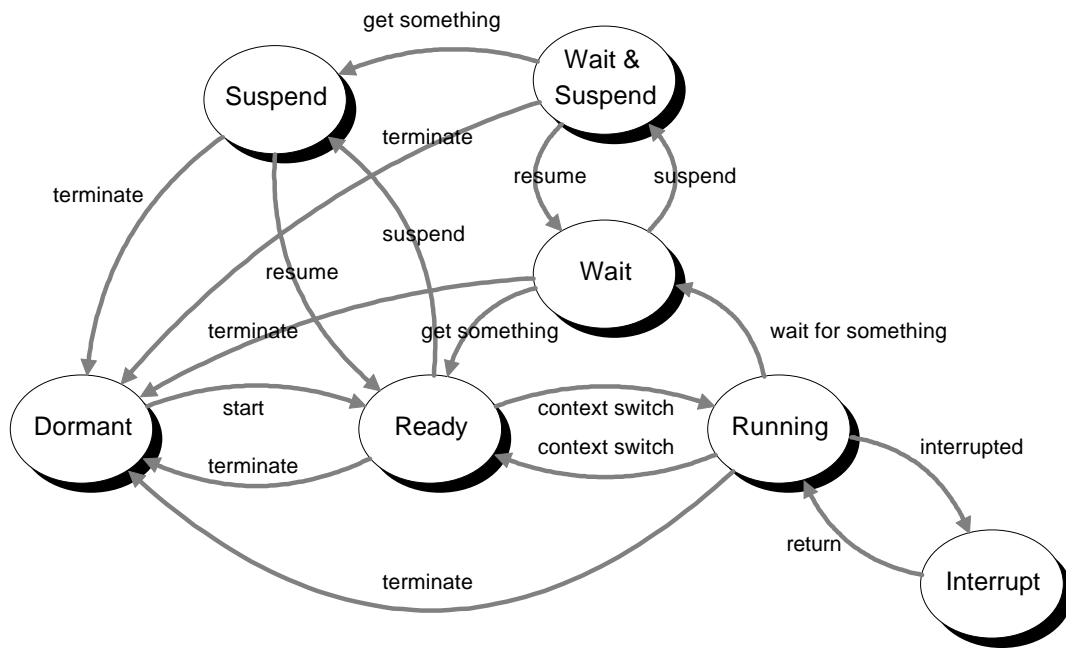 get something
Wait &
Suspend
Suspend
terminate
terminate
resume
suspend
suspend
resume
Wait
terminate
get something
wait for something
Dormant
start
Ready
context switch
Running
context switch
interrupted
terminate
return
terminate
Interrupt